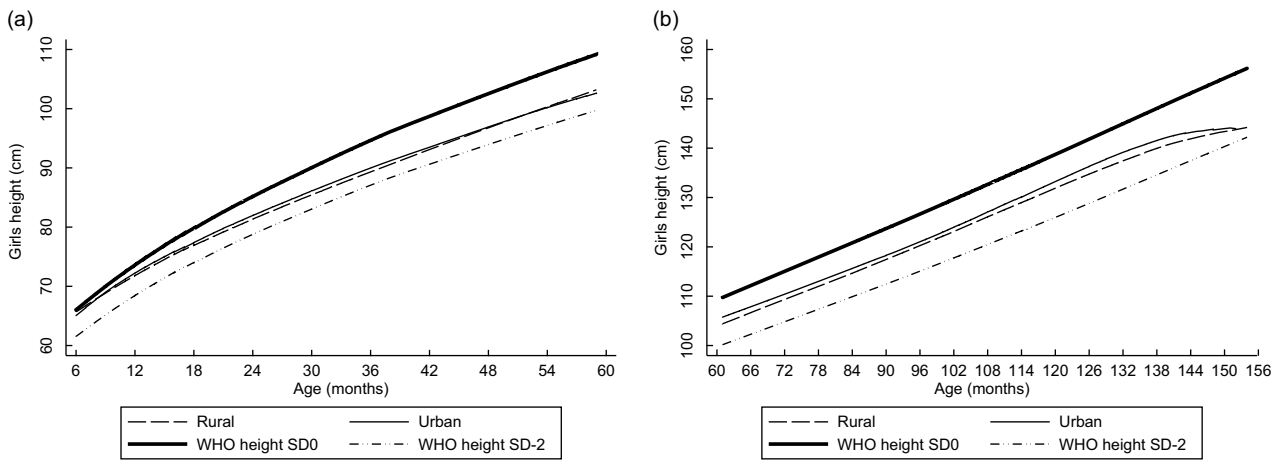 (a)
Girls height (cm)
110
100
90
80
70
60
6 12 18 24 30 36 42 48 54 60
Age (months)
Rural Urban
WHO height SD0 WHO height SD-2
(b)
Girls height (cm)
160
150
140
130
120
110
100
60 66 72 78 84 90 96 102 108 114 120 126 132 138 144 150 156
Age (months)
Rural Urban
WHO height SD0 WHO height SD-2